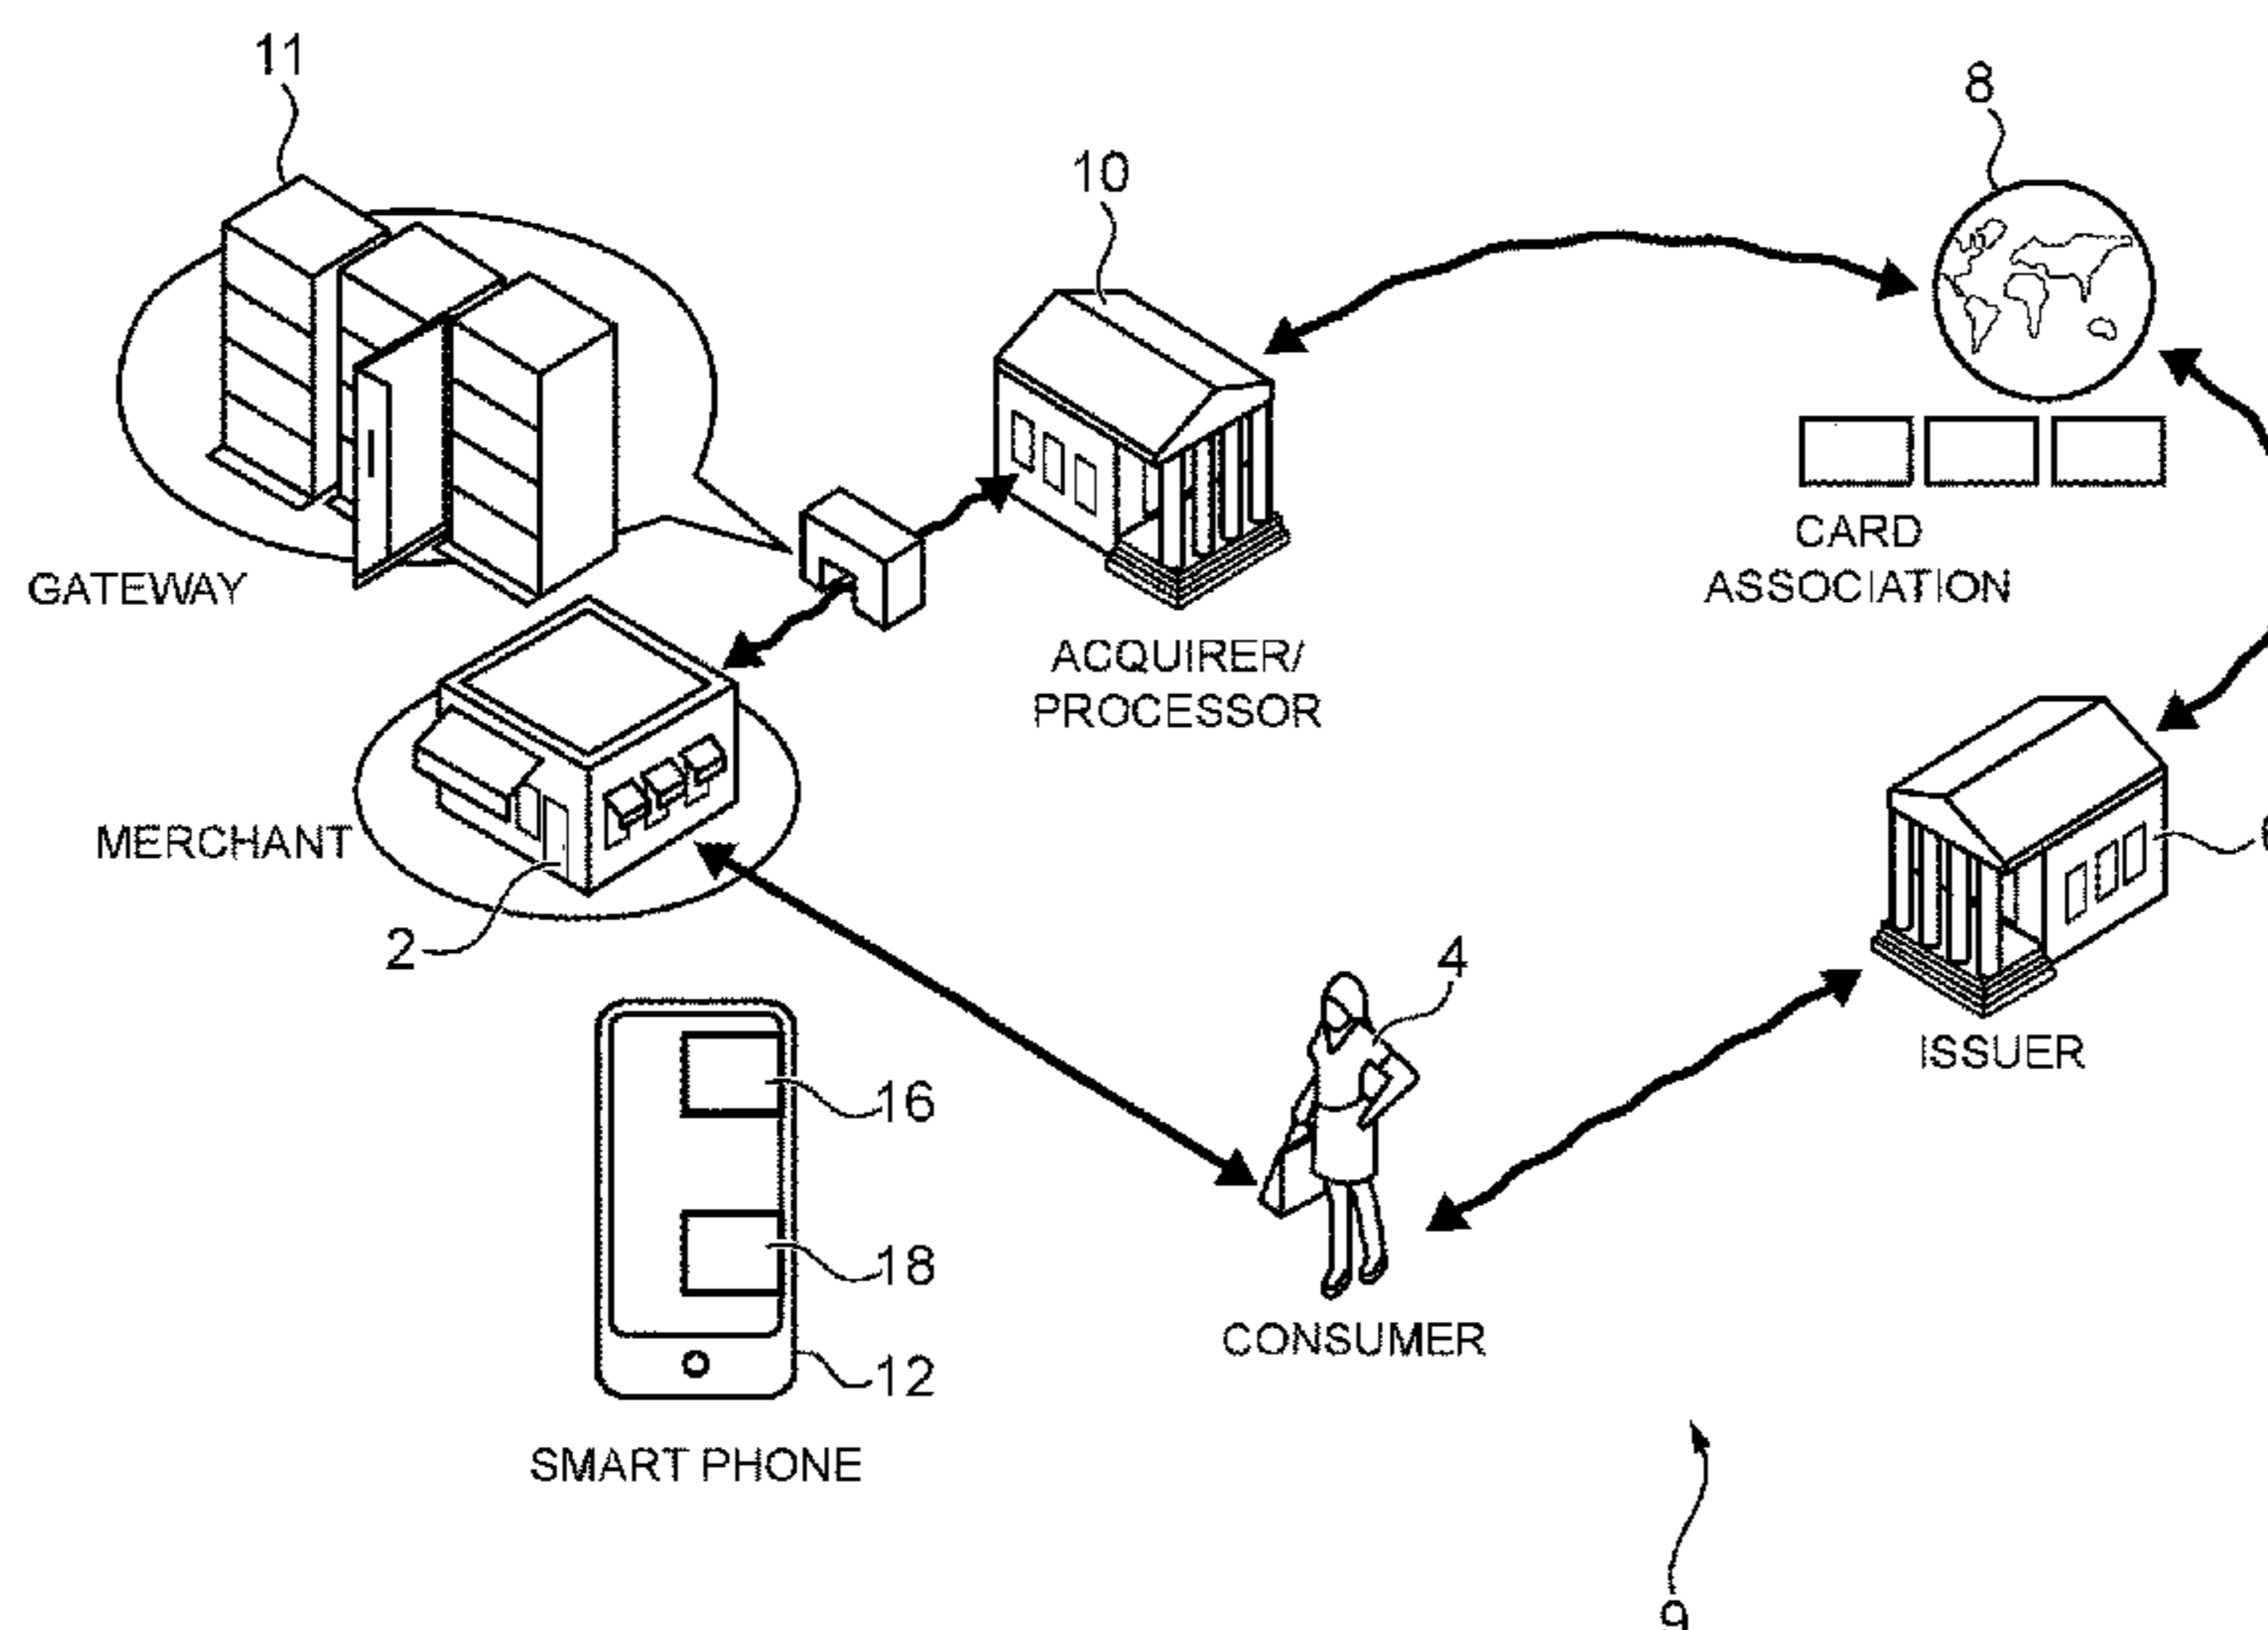 11
8
10
GATEWAY
CARD
ASSOCIATION
ACQUIRER/
PROCESSOR
MERCHANT
2
4
ISSUER
16
18
CONSUMER
12
SMART PHONE
9